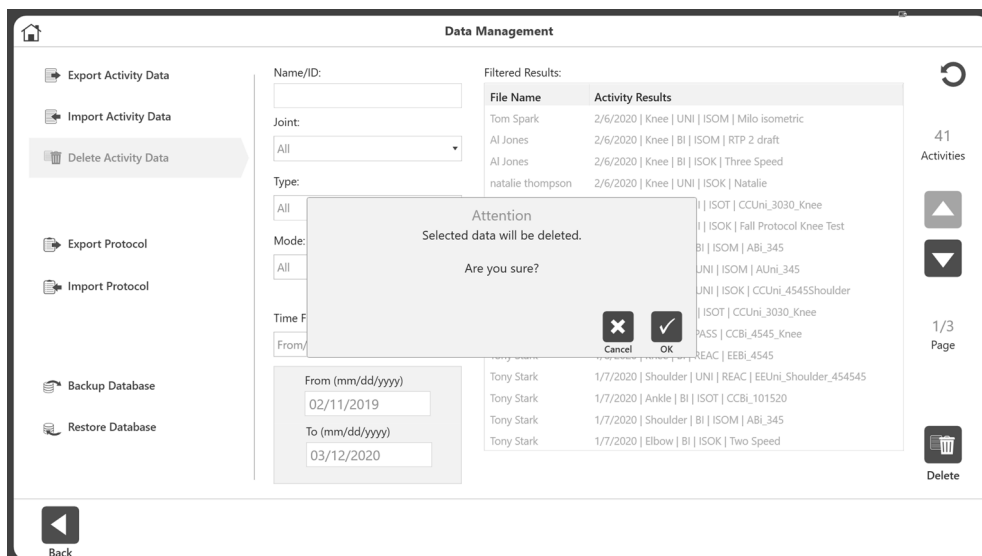 Data Management
Export Activity Data
Import Activity Data
Delete Activity Data
Export Protocol
Import Protocol
Backup Database
Restore Database
Name/ID:
Joint:
All
Type:
All
Mode:
All
Time F
From/
From (mm/dd/yyyy)
02/11/2019
To (mm/dd/yyyy)
03/12/2020
Filtered Results:
File Name Activity Results
Tom Spark 2/6/2020 | Knee | UNI | ISOM | Milo isometric
Al Jones 2/6/2020 | Knee | BI | ISOM | RTP 2 draft
Al Jones 2/6/2020 | Knee | BI | ISOK | Three Speed
natalie thompson 2/6/2020 | Knee | UNI | ISOK | Natalie
I | ISOT | CCUni_3030_Knee
I | ISOK | Fall Protocol Knee Test
BI | ISOM | ABi_345
UNI | ISOM | AUni_345
UNI | ISOK | CCUni_4545Shoulder
| ISOT | CCUni_3030_Knee
PASS | CCBi_4545_Knee
Tony Stark | REAC | EEBi_4545
Tony Stark 1/7/2020 | Shoulder | UNI | REAC | EEUni_Shoulder_454545
Tony Stark 1/7/2020 | Ankle | BI | ISOT | CCBi_101520
Tony Stark 1/7/2020 | Shoulder | BI | ISOM | ABi_345
Tony Stark 1/7/2020 | Elbow | BI | ISOK | Two Speed
Attention
Selected data will be deleted.
Are you sure?
Cancel OK
41
Activities
1/3
Page
Delete
Back